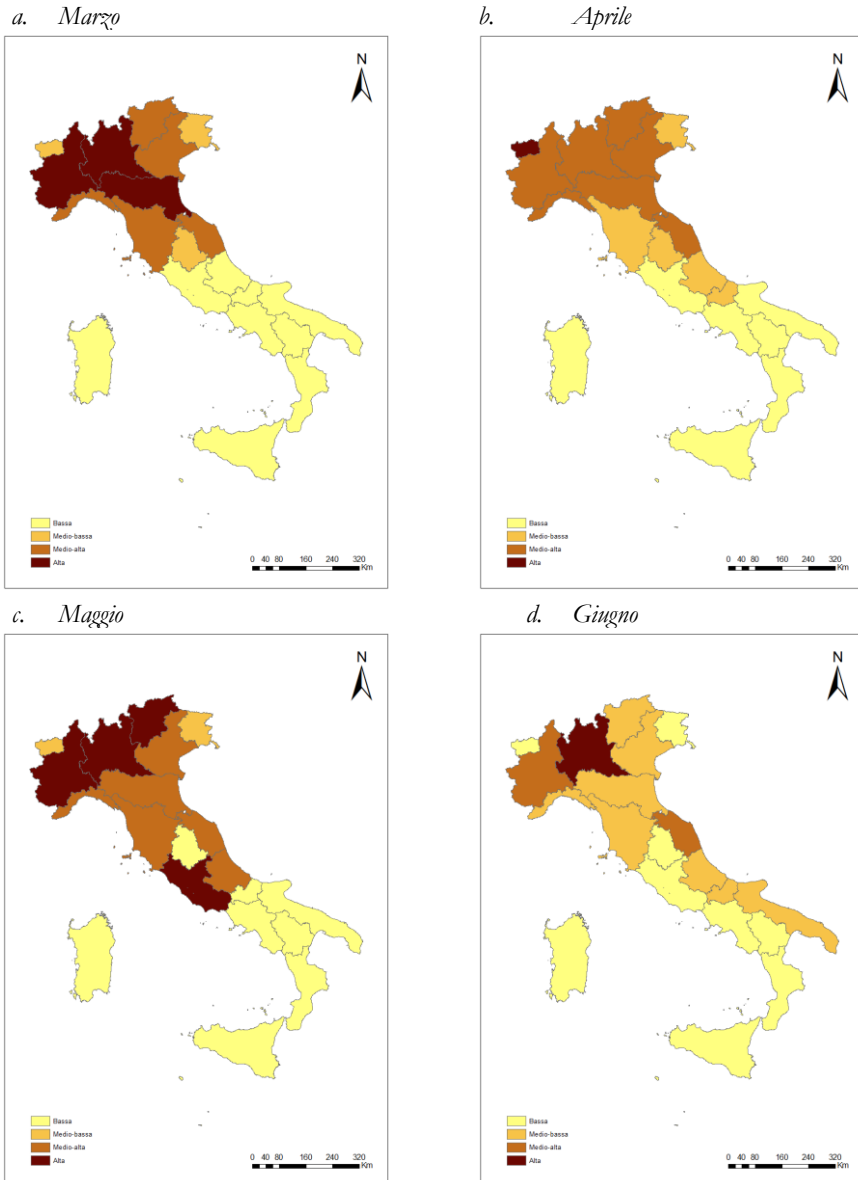 a. Marzo
b. Aprile
N
N
Bassa
Medio-bassa
Medio-alta
Alta
0 40 80 160 240 320
Km
Bassa
Medio-bassa
Medio-alta
Alta
0 40 80 160 240 320
Km
c. Maggio
d. Giugno
N
N
Bassa
Medio-bassa
Medio-alta
Alta
0 40 80 160 240 320
Km
Bassa
Medio-bassa
Medio-alta
Alta
0 40 80 160 240 320
Km